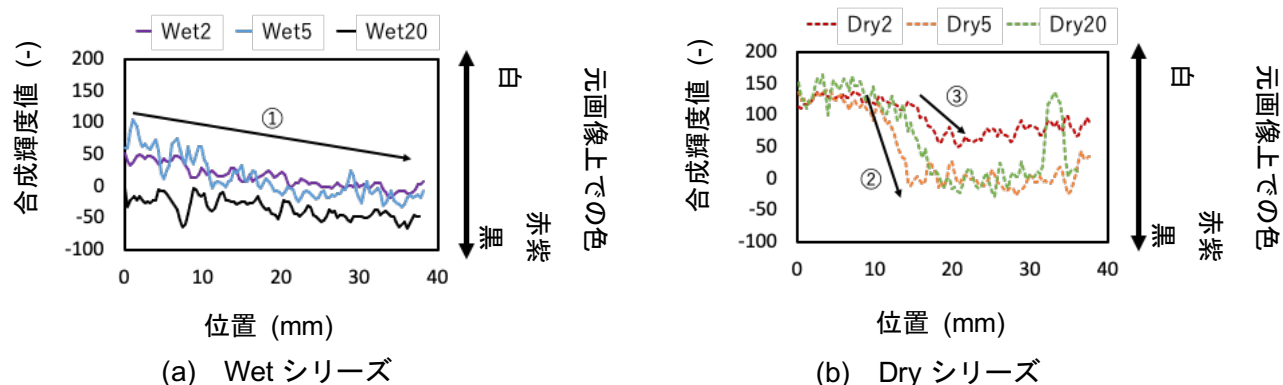 Wet2 Wet5 Wet20
合成輝度値 (-)
200
150
100
50
0
-50
-100
①
0 10 20 30 40
位置 (mm)
白
赤紫
黒
元画像上での色
(a) Wet シリーズ
Dry2 Dry5 Dry20
合成輝度値 (-)
200
150
100
50
0
-50
-100
②
③
0 10 20 30 40
位置 (mm)
白
赤紫
黒
元画像上での色
(b) Dry シリーズ